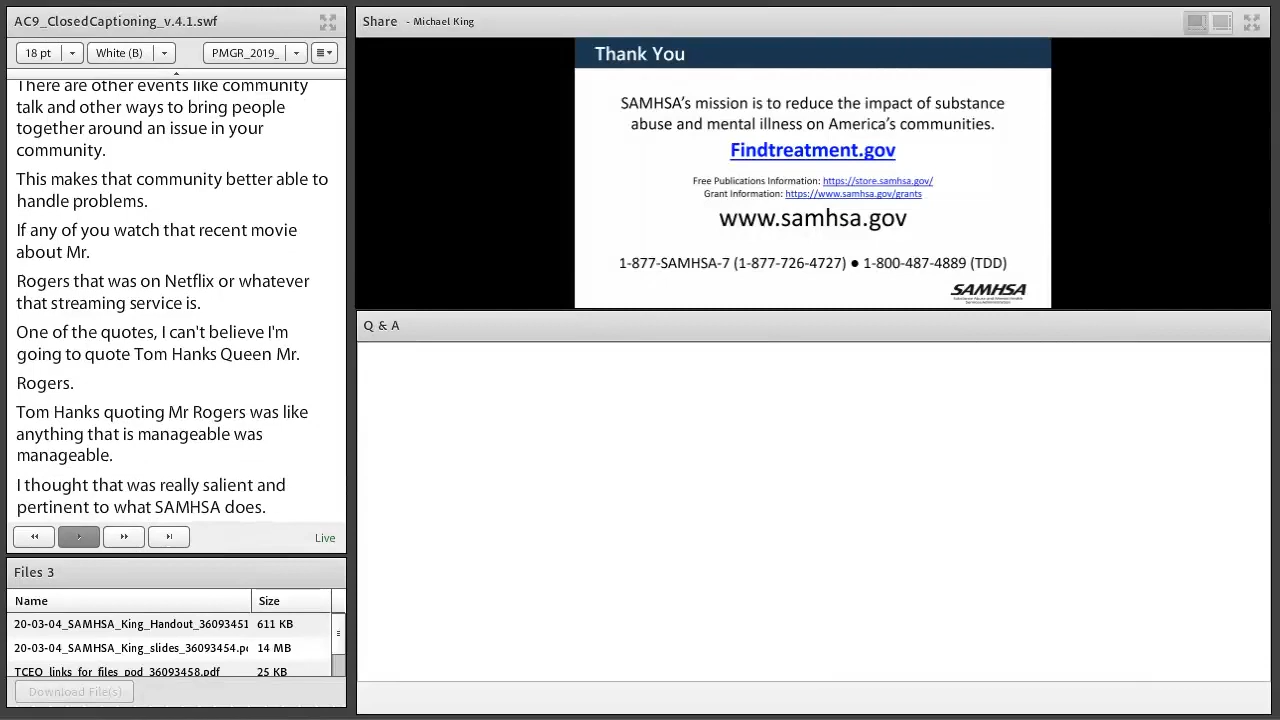 AC9_ClosedCaptioning_v.4.1.swf
18 pt
White (B)
PMGR_2019_
There are other events like community
talk and other ways to bring people
together around an issue in your
community.
This makes that community better able to
handle problems.
If any of you watch that recent movie
about Mr.
Rogers that was on Netflix or whatever
that streaming service is.
One of the quotes, I can't believe I'm
going to quote Tom Hanks Queen Mr.
Rogers.
Tom Hanks quoting Mr Rogers was like
anything that is manageable was
manageable.
I thought that was really salient and
pertinent to what SAMHSA does.
Live
Files 3
Name Size
20-03-04_SAMHSA_King_Handout_36093451 611 KB
20-03-04_SAMHSA_King_slides_36093454.p 14 MB
TCEO_links_for_files_pod_36093458.pdf 25 KB
Download File(s)
Share - Michael King
Thank You
SAMHSA's mission is to reduce the impact of substance
abuse and mental illness on America's communities.
Findtreatment.gov
Free Publications Information: https://store.samhsa.gov/
Grant Information: https://www.samhsa.gov/grants
www.samhsa.gov
1-877-SAMHSA-7 (1-877-726-4727) ● 1-800-487-4889 (TDD)
SAMHSA
Substance Abuse and Mental Health
Services Administration
Q & A